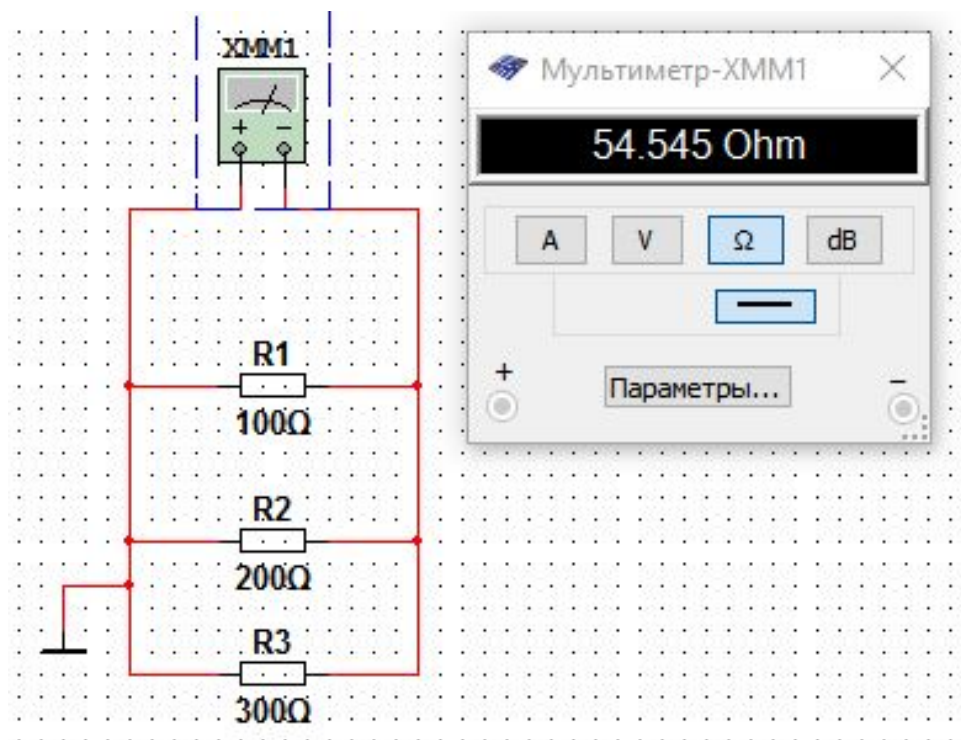 XMM1
+ −
R1
100Ω
R2
200Ω
R3
300Ω
Мультиметр-XMM1
54.545 Ohm
A V Ω dB
+ −
Параметры...